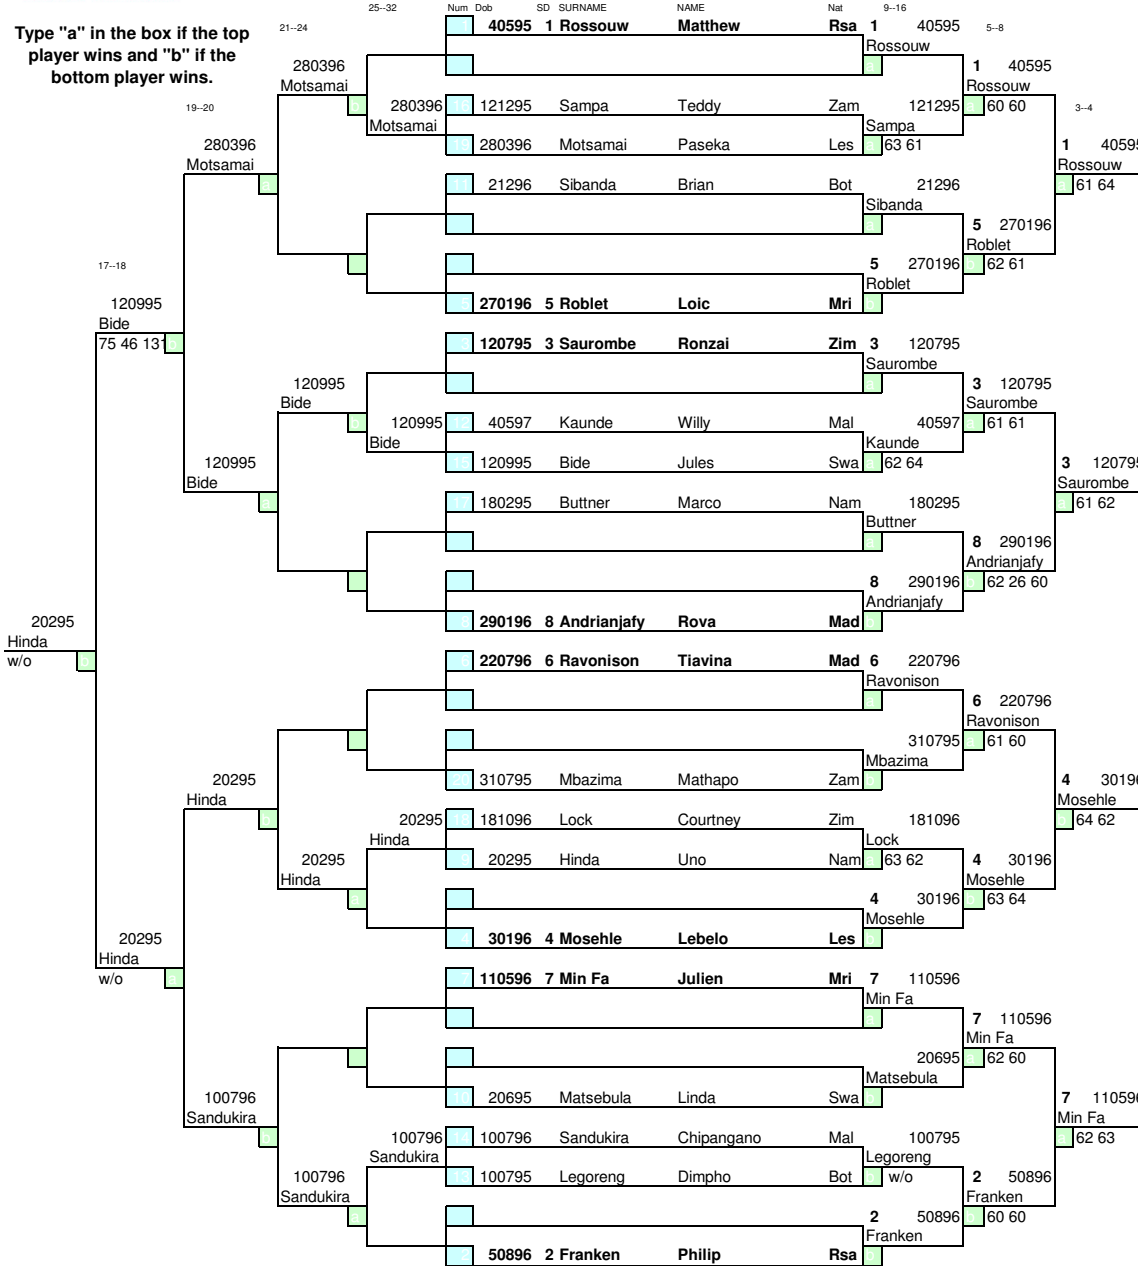 25--32 Num Dob SD SURNAME NAME Nat 9--16
Type "a" in the box if the top
player wins and "b" if the
bottom player wins.
21--24 40595 1 Rossouw Matthew Rsa 1 40595 5--8
Rossouw
a
280396 1 40595
Motsamai Rossouw
b 280396 121295 Sampa Teddy Zam 121295 a 60 60
19--20 3--4
Motsamai Sampa
280396 280396 Motsamai Paseka Les a 63 61 1 40595
Motsamai Rossouw
a 21296 Sibanda Brian Bot 21296 61 64
Sibanda
a 5 270196
Roblet
17--18 5 270196 b 62 61
Roblet
120995 5 270196 5 Roblet Loic Mri b
Bide
75 46 131 b 3 120795 3 Saurombe Ronzai Zim 3 120795
Saurombe
120995 a 3 120795
Bide Saurombe
b 120995 40597 Kaunde Willy Mal 40597 a 61 61
Bide Kaunde
120995 120995 Bide Jules Swa a 62 64 3 120795
Bide Saurombe
a 180295 Buttner Marco Nam 180295 a 61 62
Buttner
a 8 290196
Andrianjafy
8 290196 b 62 26 60
Andrianjafy
20295 290196 8 Andrianjafy Rova Mad b
Hinda
w/o 220796 6 Ravonison Tiavina Mad 6 220796
Ravonison
a 6 220796
Ravonison
310795 a 61 60
Mbazima
20295 310795 Mbazima Mathapo Zam b 4 30196
Hinda Mosehle
b 20295 181096 Lock Courtney Zim 181096 b 64 62
Hinda Lock
20295 20295 Hinda Uno Nam a 63 62 4 30196
Hinda Mosehle
a 4 30196 b 63 64
Mosehle
20295 4 30196 4 Mosehle Lebelo Les b
Hinda
w/o a 110596 7 Min Fa Julien Mri 7 110596
Min Fa
a 7 110596
Min Fa
20695 a 62 60
Matsebula
100796 20695 Matsebula Linda Swa b 7 110596
Sandukira Min Fa
b 100796 100796 Sandukira Chipangano Mal 100795 a 62 63
Sandukira Legoreng
100796 100795 Legoreng Dimpho Bot b w/o 2 50896
Sandukira Franken
a 2 50896 b 60 60
Franken
50896 2 Franken Philip Rsa b